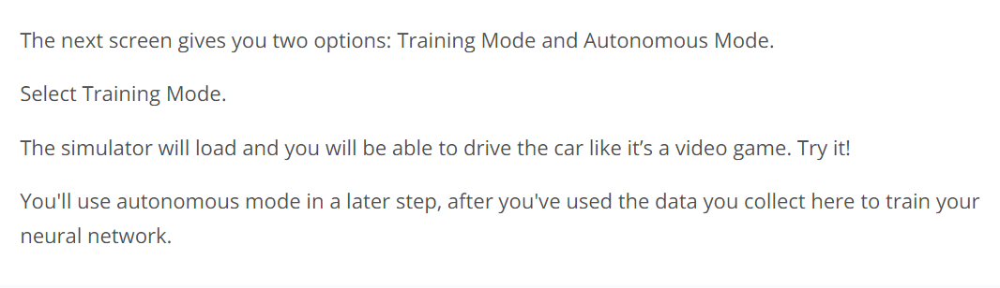 The next screen gives you two options: Training Mode and Autonomous Mode.
Select Training Mode.
The simulator will load and you will be able to drive the car like it’s a video game. Try it!
You'll use autonomous mode in a later step, after you've used the data you collect here to train your
neural network.